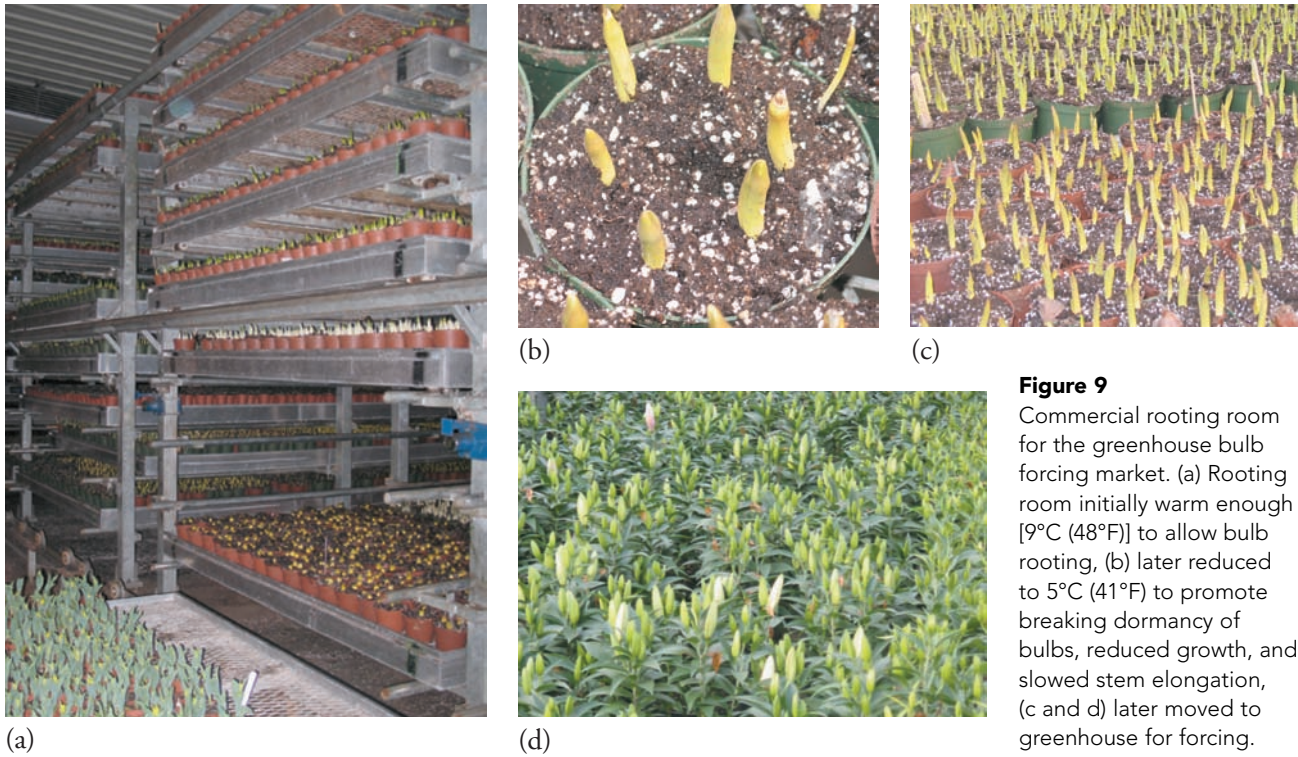 (a)
(b)
(c)
(d)
Figure 9
Commercial rooting room
for the greenhouse bulb
forcing market. (a) Rooting
room initially warm enough
[9°C (48°F)] to allow bulb
rooting, (b) later reduced
to 5°C (41°F) to promote
breaking dormancy of
bulbs, reduced growth, and
slowed stem elongation,
(c and d) later moved to
greenhouse for forcing.